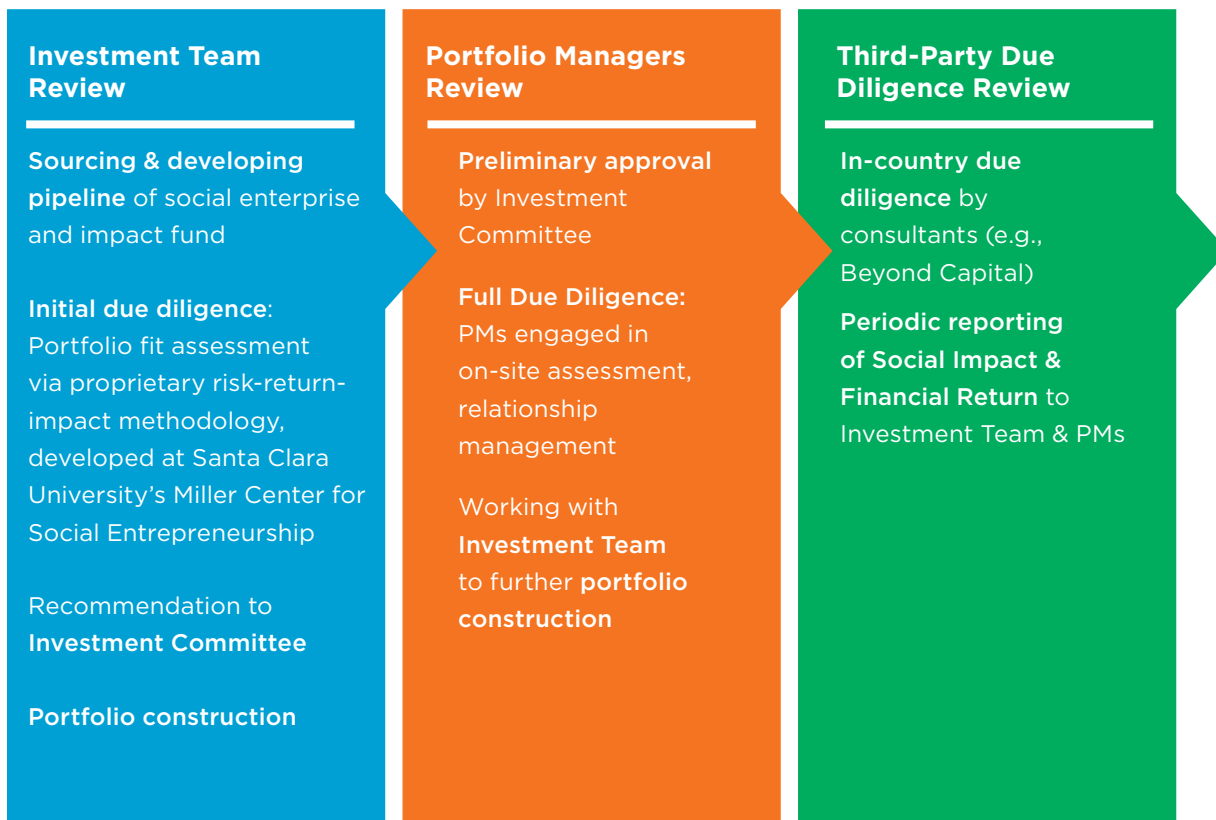 Investment Team
Review
Sourcing & developing
pipeline of social enterprise
and impact fund
Initial due diligence:
Portfolio fit assessment
via proprietary risk-return-
impact methodology,
developed at Santa Clara
University’s Miller Center for
Social Entrepreneurship
Recommendation to
Investment Committee
Portfolio construction
Portfolio Managers
Review
Preliminary approval
by Investment
Committee
Full Due Diligence:
PMs engaged in
on-site assessment,
relationship
management
Working with
Investment Team
to further portfolio
construction
Third-Party Due
Diligence Review
In-country due
diligence by
consultants (e.g.,
Beyond Capital)
Periodic reporting
of Social Impact &
Financial Return to
Investment Team & PMs